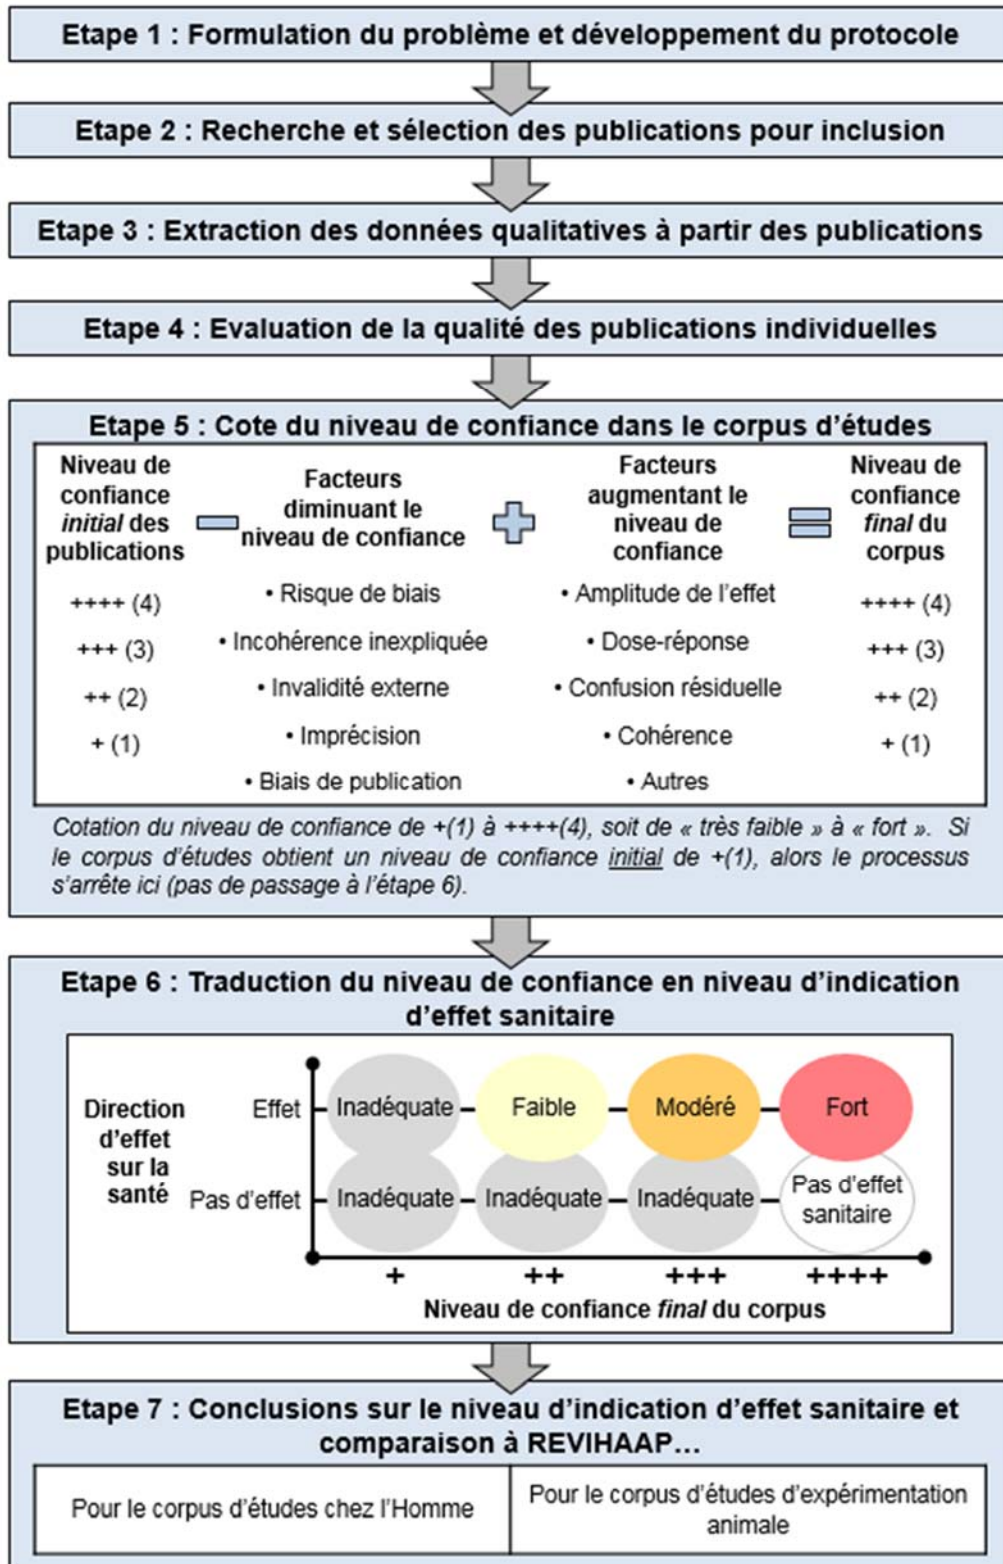 Etape 1 : Formulation du problème et développement du protocole
Etape 2 : Recherche et sélection des publications pour inclusion
Etape 3 : Extraction des données qualitatives à partir des publications
Etape 4 : Evaluation de la qualité des publications individuelles
Etape 5 : Cote du niveau de confiance dans le corpus d'études
Niveau de
confiance
initial des
publications
++++ (4)
+++ (3)
++ (2)
+ (1)
Facteurs
diminuant le
niveau de confiance
• Risque de biais
• Incohérence inexpliquée
• Invalidité externe
• Imprécision
• Biais de publication
Facteurs
augmentant le
niveau de
confiance
• Amplitude de l'effet
• Dose-réponse
• Confusion résiduelle
• Cohérence
• Autres
Niveau de
confiance
final du
corpus
++++ (4)
+++ (3)
++ (2)
+ (1)
Cotation du niveau de confiance de +(1) à ++++(4), soit de « très faible » à « fort ». Si
le corpus d'études obtient un niveau de confiance initial de +(1), alors le processus
s'arrête ici (pas de passage à l'étape 6).
Etape 6 : Traduction du niveau de confiance en niveau d'indication
d'effet sanitaire
Direction
d'effet
sur la
santé
Effet
Inadéquate
Faible
Modéré
Fort
Pas d'effet
Inadéquate
Inadéquate
Inadéquate
Pas d'effet
sanitaire
+
++
+++
++++
Niveau de confiance final du corpus
Etape 7 : Conclusions sur le niveau d'indication d'effet sanitaire et
comparaison à REVIHAAP…
Pour le corpus d'études chez l'Homme
Pour le corpus d'études d'expérimentation
animale